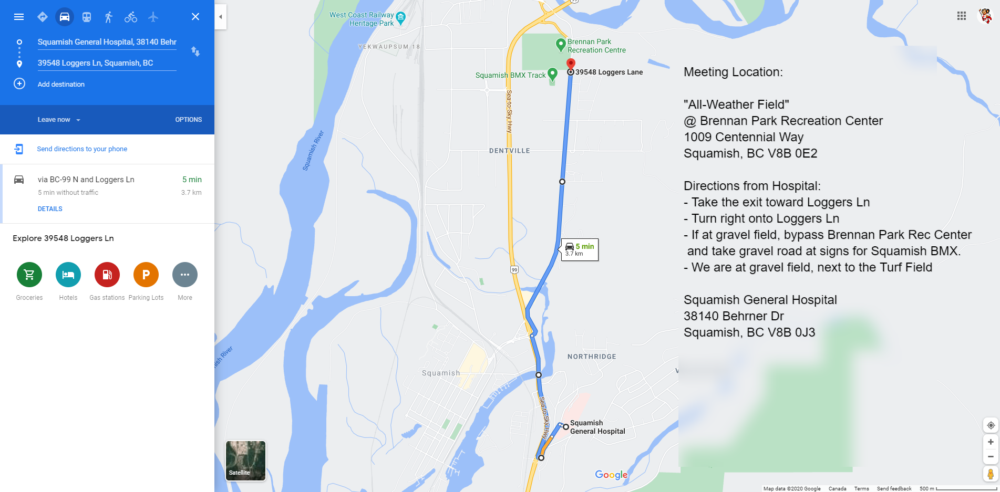 Squamish General Hospital, 38140 Behr
39548 Loggers Ln, Squamish, BC
Add destination
Leave now
OPTIONS
Send directions to your phone
via BC-99 N and Loggers Ln
5 min
5 min without traffic
3.7 km
DETAILS
Explore 39548 Loggers Ln
Groceries
Hotels
P
Gas stations
Parking Lots
More
West Coast Railway
Heritage Park
99
YEKWAUPSUM 18
Brennan Park
Recreation Centre
39548 Loggers Lane
Squamish BMX Track
Sea-to-Sky Hwy
Squamish River
DENTVILLE
5 min
3.7 km
99
NORTHRIDGE
Squamish
Sea-to-Sky Hwy
Squamish
General Hospital
Satellite
Google
Meeting Location:
"All-Weather Field"
@ Brennan Park Recreation Center
1009 Centennial Way
Squamish, BC V8B 0E2
Directions from Hospital:
- Take the exit toward Loggers Ln
- Turn right onto Loggers Ln
- If at gravel field, bypass Brennan Park Rec Center
and take gravel road at signs for Squamish BMX.
- We are at gravel field, next to the Turf Field
Squamish General Hospital
38140 Behrner Dr
Squamish, BC V8B 0J3
Map data ©2020 Google
Canada
Terms
Send feedback
500 m